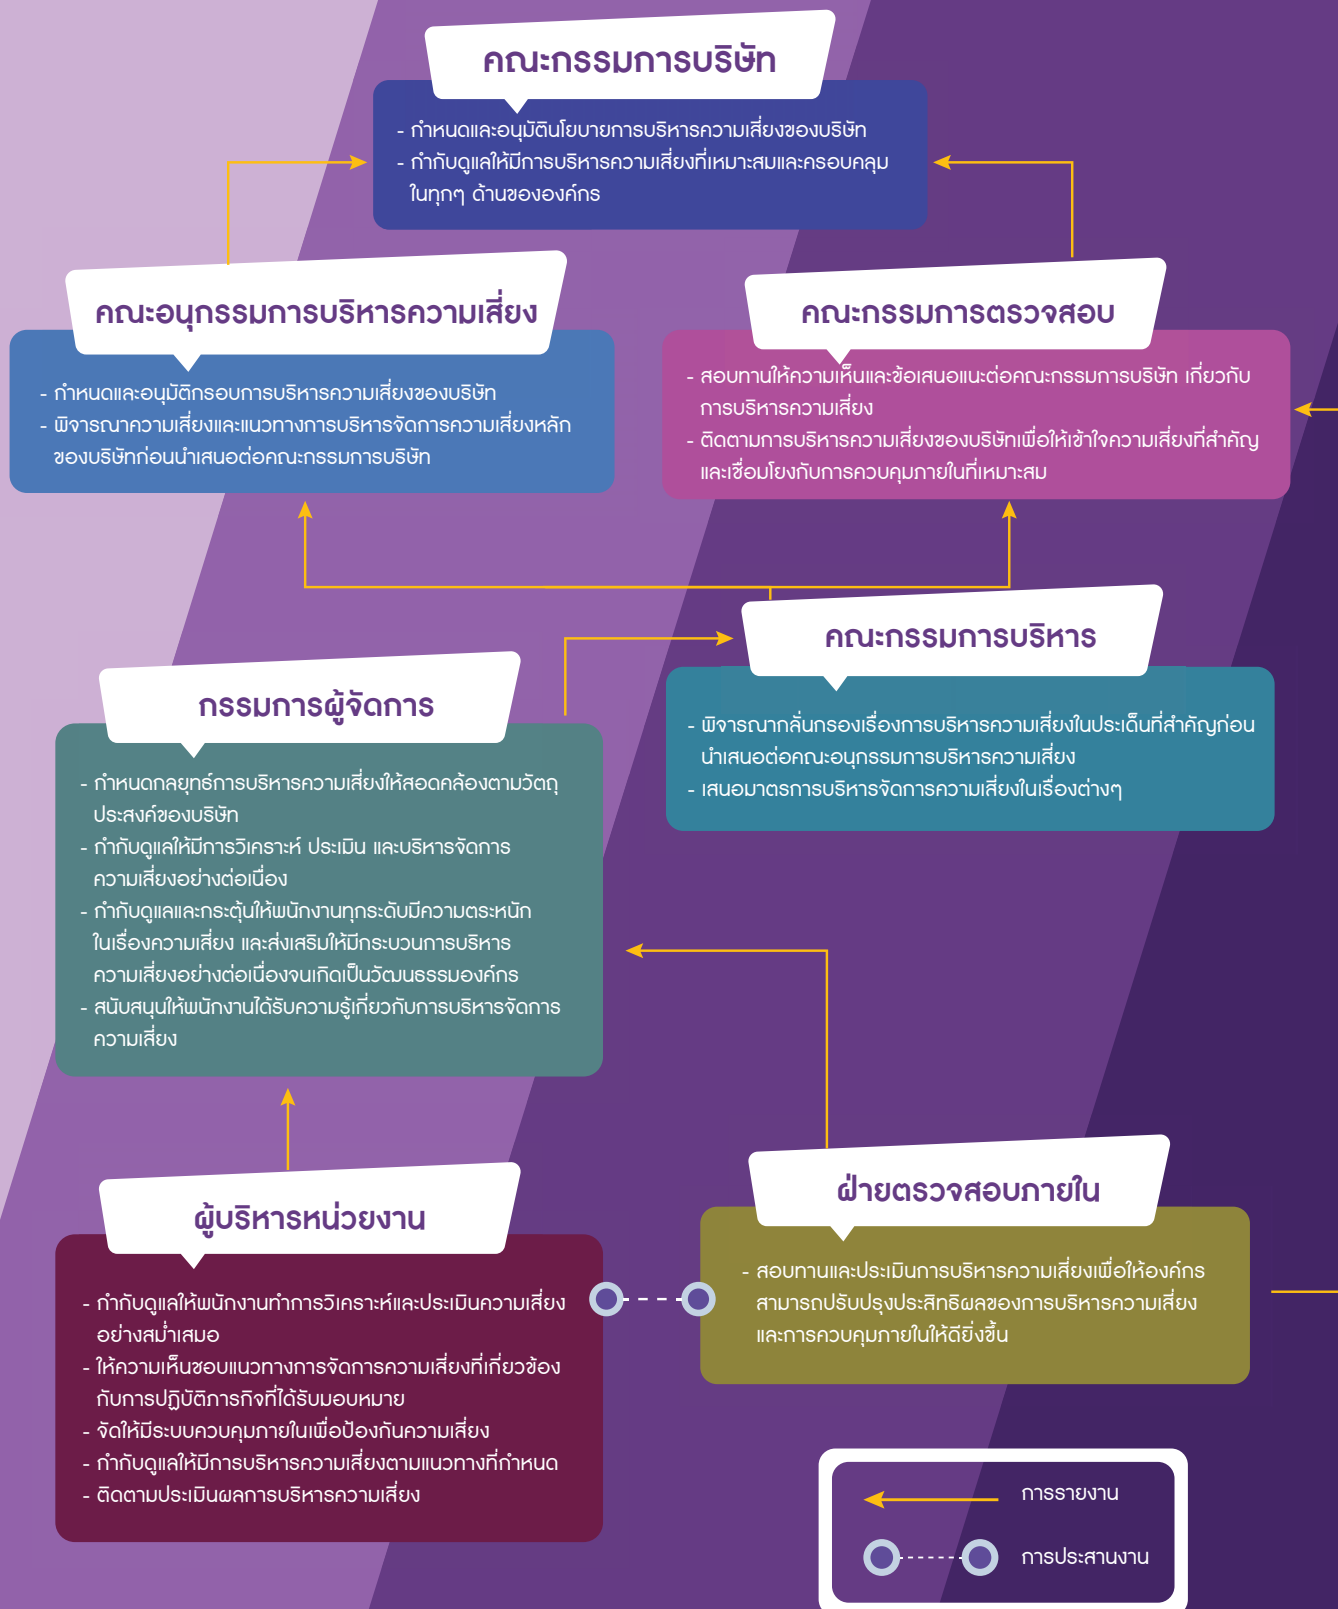 คณะกรรมการบริษัท
- กำหนดและอนุมัตินโยบายการบริหารความเสี่ยงของบริษัท
- กำกับดูแลให้มีการบริหารความเสี่ยงที่เหมาะสมและครอบคลุม
ในทุกๆ ด้านขององค์กร
คณะอนุกรรมการบริหารความเสี่ยง
- กำหนดและอนุมัติกรอบการบริหารความเสี่ยงของบริษัท
- พิจารณาความเสี่ยงและแนวทางการบริหารจัดการความเสี่ยงหลัก
ของบริษัทก่อนนำเสนอต่อคณะกรรมการบริษัท
คณะกรรมการตรวจสอบ
- สอบทานให้ความเห็นและข้อเสนอแนะต่อคณะกรรมการบริษัท เกี่ยวกับ
การบริหารความเสี่ยง
- ติดตามการบริหารความเสี่ยงของบริษัทเพื่อให้เข้าใจความเสี่ยงที่สำคัญ
และเชื่อมโยงกับการควบคุมภายในที่เหมาะสม
คณะกรรมการบริหาร
- พิจารณากลั่นกรองเรื่องการบริหารความเสี่ยงในประเด็นที่สำคัญก่อน
นำเสนอต่อคณะอนุกรรมการบริหารความเสี่ยง
- เสนอมาตรการบริหารจัดการความเสี่ยงในเรื่องต่างๆ
กรรมการผู้จัดการ
- กำหนดกลยุทธ์การบริหารความเสี่ยงให้สอดคล้องตามวัตถุ
ประสงค์ของบริษัท
- กำกับดูแลให้มีการวิเคราะห์ ประเมิน และบริหารจัดการ
ความเสี่ยงอย่างต่อเนื่อง
- กำกับดูแลและกระตุ้นให้พนักงานทุกระดับมีความตระหนัก
ในเรื่องความเสี่ยง และส่งเสริมให้มีกระบวนการบริหาร
ความเสี่ยงอย่างต่อเนื่องจนเกิดเป็นวัฒนธรรมองค์กร
- สนับสนุนให้พนักงานได้รับความรู้เกี่ยวกับการบริหารจัดการ
ความเสี่ยง
ผู้บริหารหน่วยงาน
- กำกับดูแลให้พนักงานทำการวิเคราะห์และประเมินความเสี่ยง
อย่างสม่ำเสมอ
- ให้ความเห็นชอบแนวทางการจัดการความเสี่ยงที่เกี่ยวข้อง
กับการปฏิบัติภารกิจที่ได้รับมอบหมาย
- จัดให้มีระบบควบคุมภายในเพื่อป้องกันความเสี่ยง
- กำกับดูแลให้มีการบริหารความเสี่ยงตามแนวทางที่กำหนด
- ติดตามประเมินผลการบริหารความเสี่ยง
ฝ่ายตรวจสอบภายใน
- สอบทานและประเมินการบริหารความเสี่ยงเพื่อให้องค์กร
สามารถปรับปรุงประสิทธิผลของการบริหารความเสี่ยง
และการควบคุมภายในให้ดียิ่งขึ้น
การรายงาน
การประสานงาน